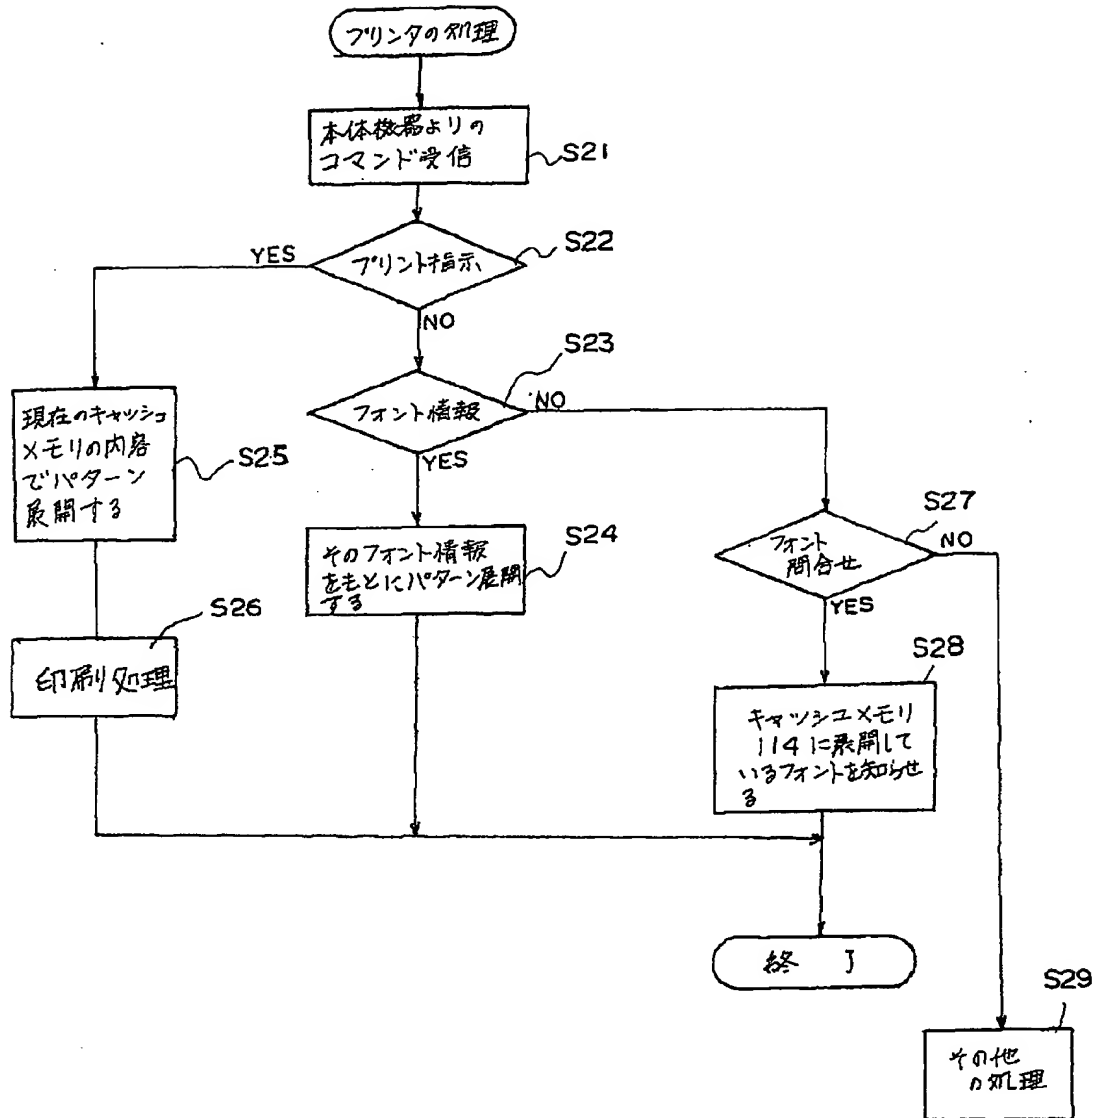 プリンタの処理
本体機器よりの
コマンド受信
S21
S22
YES
プリント指示
NO
S23
現在のキャッシュ
メモリの内容
でパターン
展開する
S25
フォント情報
NO
YES
S24
そのフォント情報
をもとにパターン展開
する
S27
フォント
問合せ
NO
YES
S26
印刷処理
S28
キャッシュメモリ
114に展開して
いるフォントを知らせ
る
終了
S29
その他
の処理